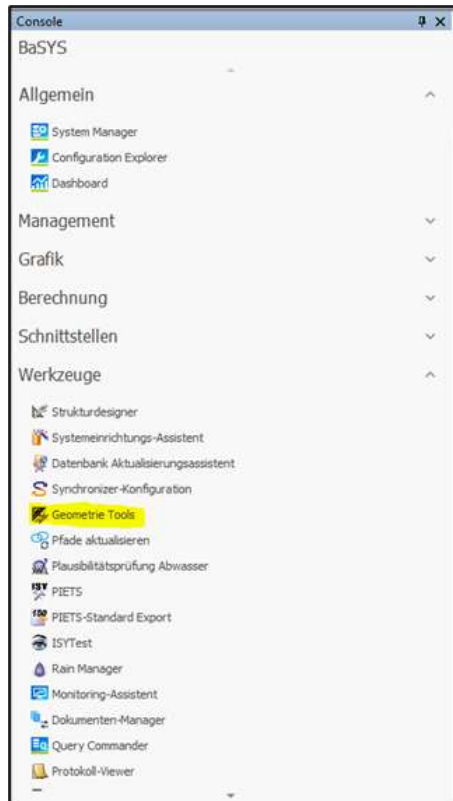 Console
BaSYS
Allgemein
System Manager
Configuration Explorer
Dashboard
Management
Grafik
Berechnung
Schnittstellen
Werkzeuge
Strukturdesigner
Systemeinrichtungs-Assistent
Datenbank Aktualisierungsassistent
Synchronizer-Konfiguration
Geometrie Tools
Pfade aktualisieren
Plausibilitätsprüfung Abwasser
PIETS
PIETS-Standard Export
ISYTest
Rain Manager
Monitoring-Assistent
Dokumenten-Manager
Query Commander
Protokoll-Viewer